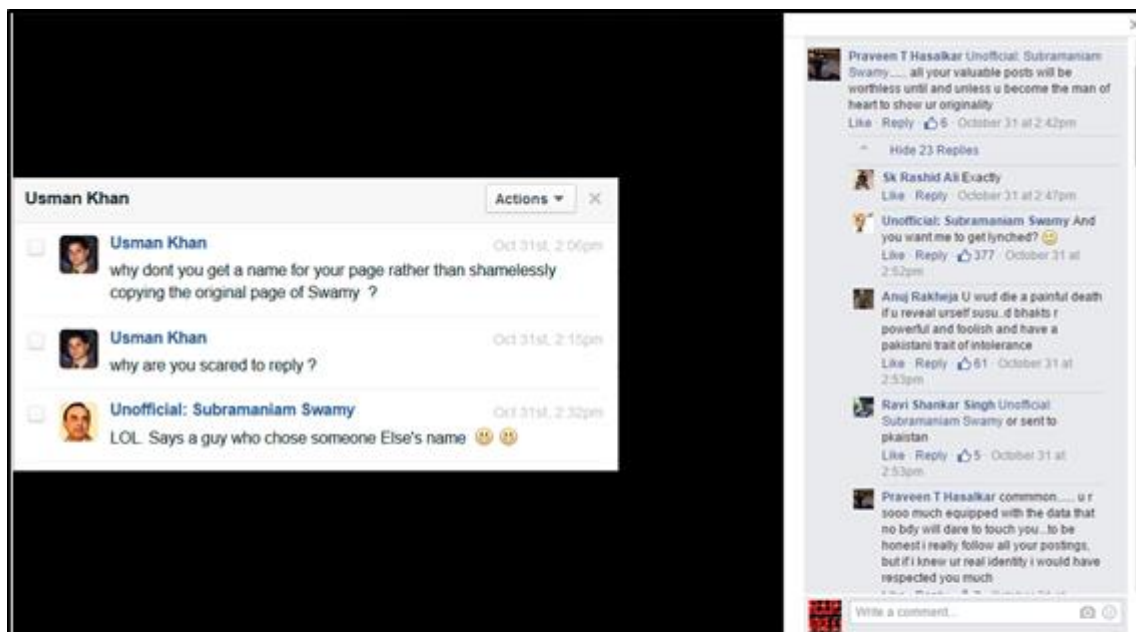 Usman Khan
Actions
Usman Khan
Oct 31st, 2:06pm
why dont you get a name for your page rather than shamelessly
copying the original page of Swamy ?
Usman Khan
Oct 31st, 2:15pm
why are you scared to reply ?
Unofficial: Subramaniam Swamy
Oct 31st, 2:32pm
LOL. Says a guy who chose someone Else's name
Praveen T Hasalkar Unofficial: Subramaniam
Swamy..... all your valuable posts will be
worthless until and unless u become the man of
heart to show ur originality
Like Reply 6 October 31 at 2:42pm
Hide 23 Replies
Sk Rashid Ali Exactly
Like Reply October 31 at 2:47pm
Unofficial: Subramaniam Swamy And
you want me to get lynched?
Like Reply 377 October 31 at
2:52pm
Anuj Rakheja U wud die a painful death
if u reveal urself susu..d bhakts r
powerful and foolish and have a
pakistani trait of intolerance
Like Reply 61 October 31 at
2:53pm
Ravi Shankar Singh Unofficial:
Subramaniam Swamy or sent to
pkaistan
Like Reply 5 October 31 at
2:53pm
Praveen T Hasalkar commmon..... u r
sooo much equipped with the data that
no bdy will dare to touch you...to be
honest i really follow all your postings,
but if i knew ur real identity i would have
respected you much
Write a comment...